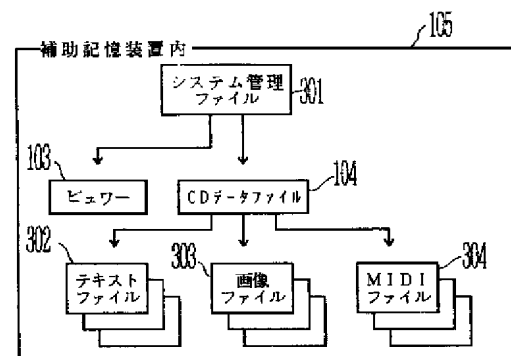 105
補助記憶装置内
システム管理
ファイル
301
103
ビュワー
CDデータファイル
104
302
テキスト
ファイル
303
画像
ファイル
MIDI
ファイル
304